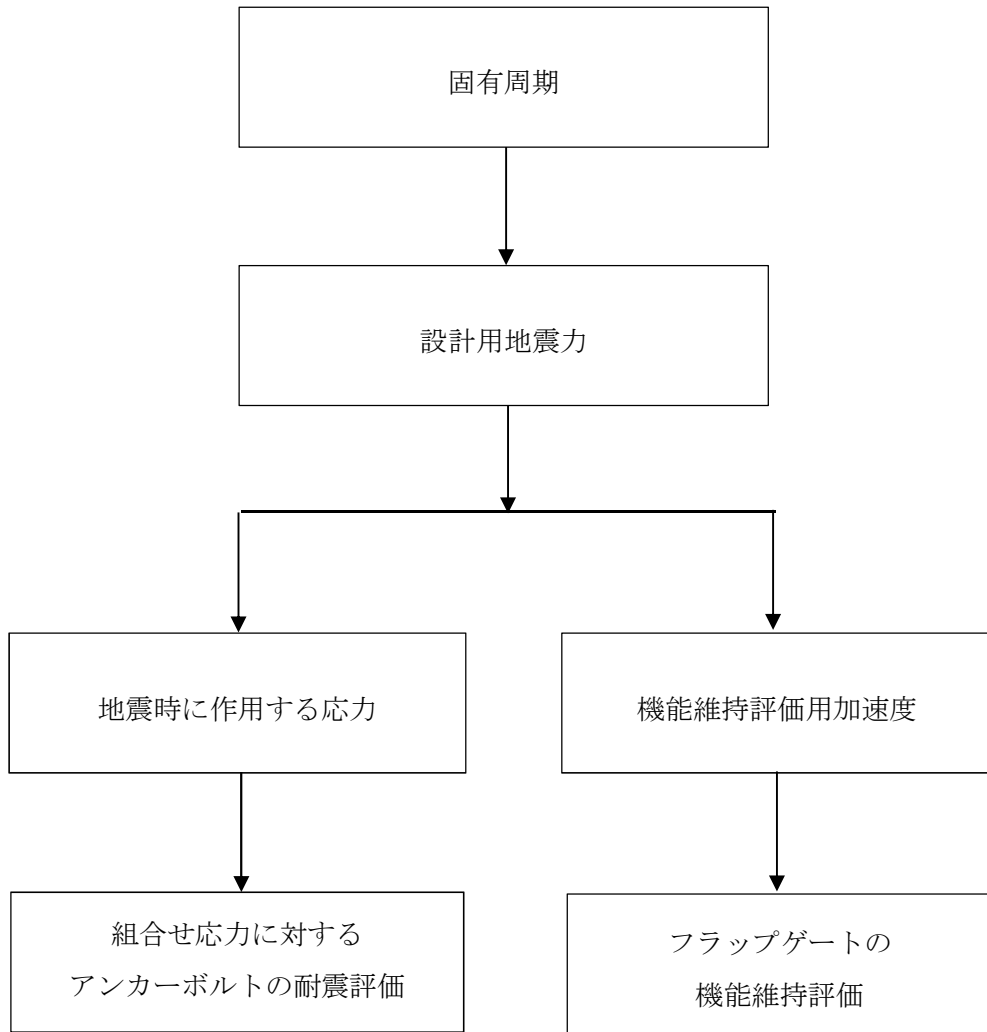 固有周期
設計用地震力
地震時に作用する応力
機能維持評価用加速度
組合せ応力に対する
アンカーボルトの耐震評価
フラップゲートの
機能維持評価